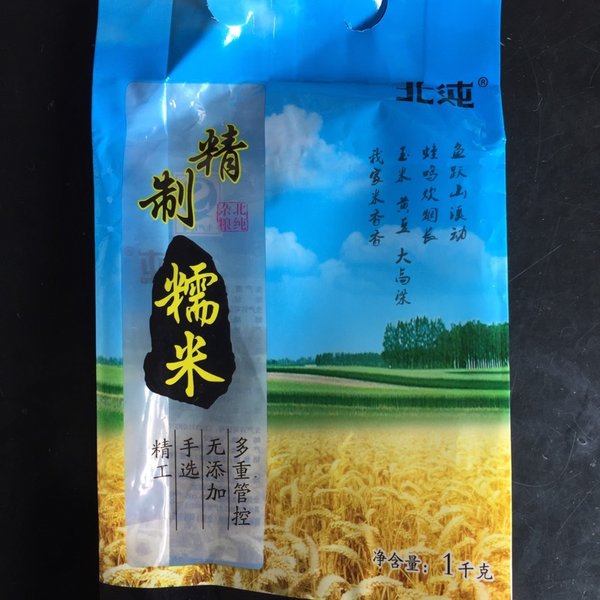 北純®
鱼跃山溪动
蛙鸣炊烟长
玉米黄豆大高粱
我家米香香
精制
北纯
杂粮
糯米
多重管控
无添加
手选
精工
净含量：1千克